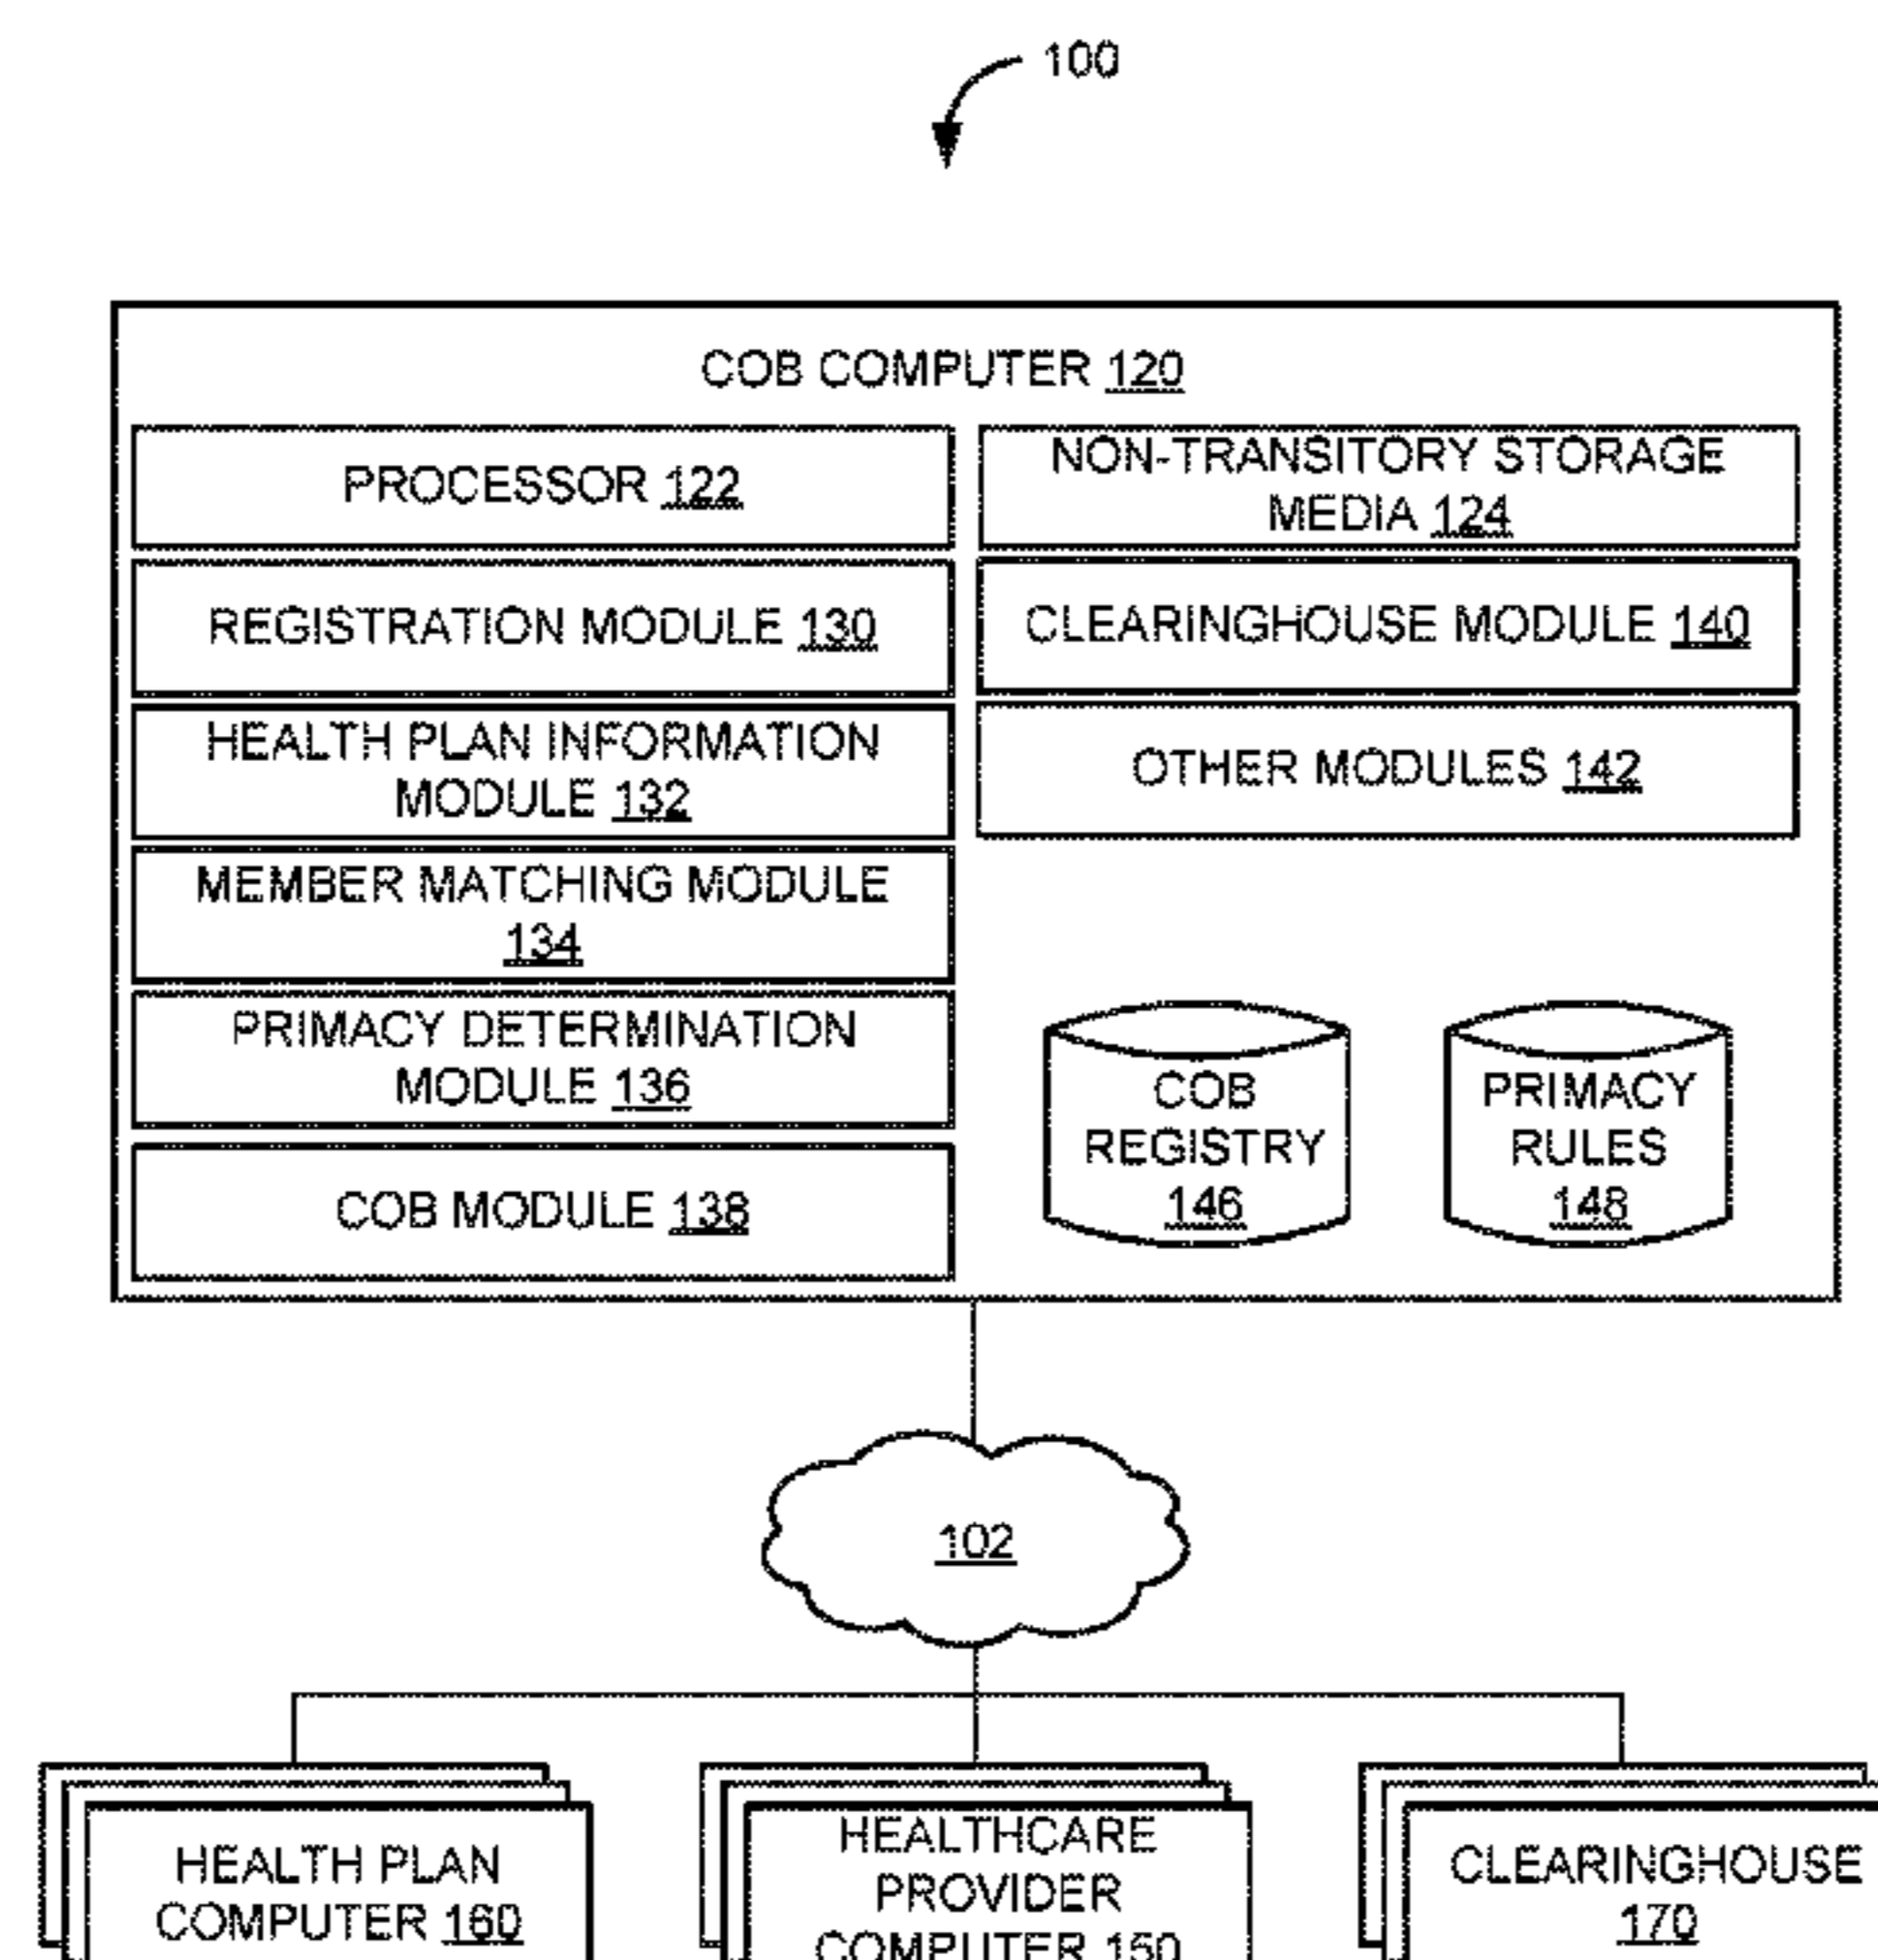 100
COB COMPUTER 120
PROCESSOR 122
NON-TRANSITORY STORAGE
MEDIA 124
REGISTRATION MODULE 130
CLEARINGHOUSE MODULE 140
HEALTH PLAN INFORMATION
MODULE 132
OTHER MODULES 142
MEMBER MATCHING MODULE
134
PRIMACY DETERMINATION
MODULE 136
COB MODULE 138
COB
REGISTRY
146
PRIMACY
RULES
148
102
HEALTH PLAN
COMPUTER 160
HEALTHCARE
PROVIDER
COMPUTER 150
CLEARINGHOUSE
170